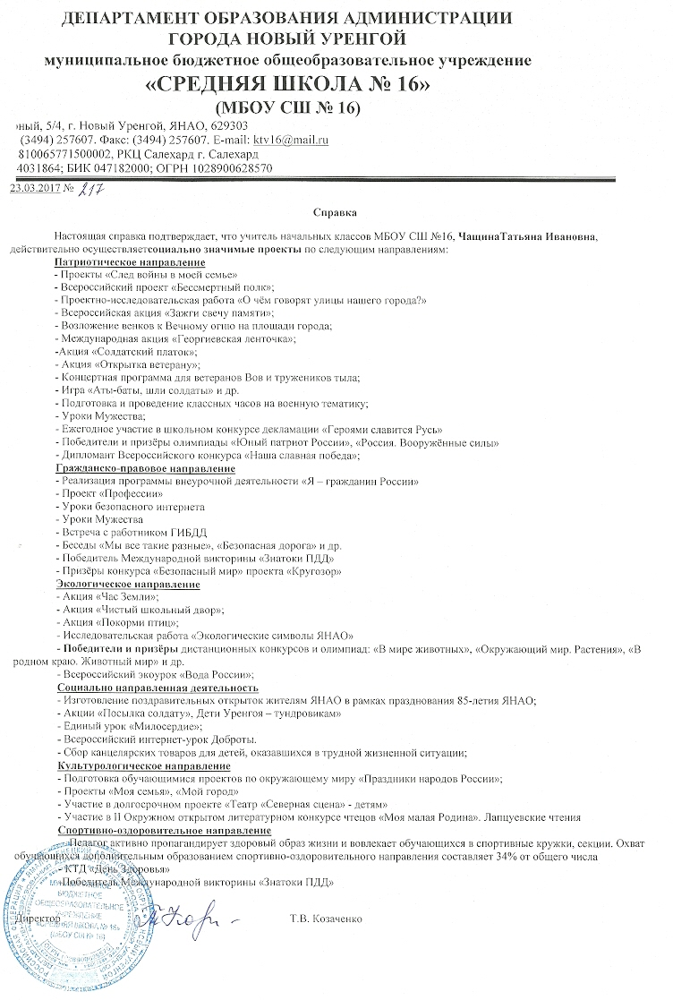 ДЕПАРТАМЕНТ ОБРАЗОВАНИЯ АДМИНИСТРАЦИИ
ГОРОДА НОВЫЙ УРЕНГОЙ
муниципальное бюджетное общеобразовательное учреждение
«СРЕДНЯЯ ШКОЛА № 16»
(МБОУ СШ № 16)
ный, 5/4, г. Новый Уренгой, ЯНАО, 629303
(3494) 257607. Факс: (3494) 257607. E-mail: ktv16@mail.ru
810065771500002, РКЦ Салехард г. Салехард
4031864; БИК 047182000; ОГРН 1028900628570
23.03.2017 № 217
Справка
Настоящая справка подтверждает, что учитель начальных классов МБОУ СШ №16, ЧащинаТатьяна Ивановна,
действительно осуществляетсоциально значимые проекты по следующим направлениям:
Патриотическое направление
- Проекты «След войны в моей семье»
- Всероссийский проект «Бессмертный полк»;
- Проектно-исследовательская работа «О чём говорят улицы нашего города?»
- Всероссийская акция «Зажги свечу памяти»;
- Возложение венков к Вечному огню на площади города;
- Международная акция «Георгиевская ленточка»;
-Акция «Солдатский платок»;
- Акция «Открытка ветерану»;
- Концертная программа для ветеранов Вов и тружеников тыла;
- Игра «Аты-баты, шли солдаты» и др.
- Подготовка и проведение классных часов на военную тематику;
- Уроки Мужества;
- Ежегодное участие в школьном конкурсе декламации «Героями славится Русь»
- Победители и призёры олимпиады «Юный патриот России», «Россия. Вооружённые силы»
- Дипломант Всероссийского конкурса «Наша славная победа»;
Гражданско-правовое направление
- Реализация программы внеурочной деятельности «Я – гражданин России»
- Проект «Профессии»
- Уроки безопасного интернета
- Уроки Мужества
- Встреча с работником ГИБДД
- Беседы «Мы все такие разные», «Безопасная дорога» и др.
- Победитель Международной викторины «Знатоки ПДД»
- Призёры конкурса «Безопасный мир» проекта «Кругозор»
Экологическое направление
- Акция «Час Земли»;
- Акция «Чистый школьный двор»;
- Акция «Покорми птиц»;
- Исследовательская работа «Экологические символы ЯНАО»
- Победители и призёры дистанционных конкурсов и олимпиад: «В мире животных», «Окружающий мир. Растения», «В
родном краю. Животный мир» и др.
- Всероссийский экоурок «Вода России»;
Социально направленная деятельность
- Изготовление поздравительных открыток жителям ЯНАО в рамках празднования 85-летия ЯНАО;
- Акции «Посылка солдату», Дети Уренгоя – тундровикам»
- Единый урок «Милосердие»;
- Всероссийский интернет-урок Доброты.
- Сбор канцелярских товаров для детей, оказавшихся в трудной жизненной ситуации;
Культурологическое направление
- Подготовка обучающимися проектов по окружающему миру «Праздники народов России»;
- Проекты «Моя семья», «Мой город»
- Участие в долгосрочном проекте «Театр «Северная сцена» - детям»
- Участие в II Окружном открытом литературном конкурсе чтецов «Моя малая Родина». Лапцуевские чтения
Спортивно-оздоровительное направление
- Педагог активно пропагандирует здоровый образ жизни и вовлекает обучающихся в спортивные кружки, секции. Охват
обучающихся дополнительным образованием спортивно-оздоровительного направления составляет 34% от общего числа
- КТД «День Здоровья»
- Победитель Международной викторины «Знатоки ПДД»
МУНИЦИПАЛЬНОЕ
БЮДЖЕТНОЕ
ОБЩЕОБРАЗОВАТЕЛЬНОЕ
УЧРЕЖДЕНИЕ
«СРЕДНЯЯ ШКОЛА № 16»
(МБОУ СШ № 16)
Директор Т.В. Козаченко